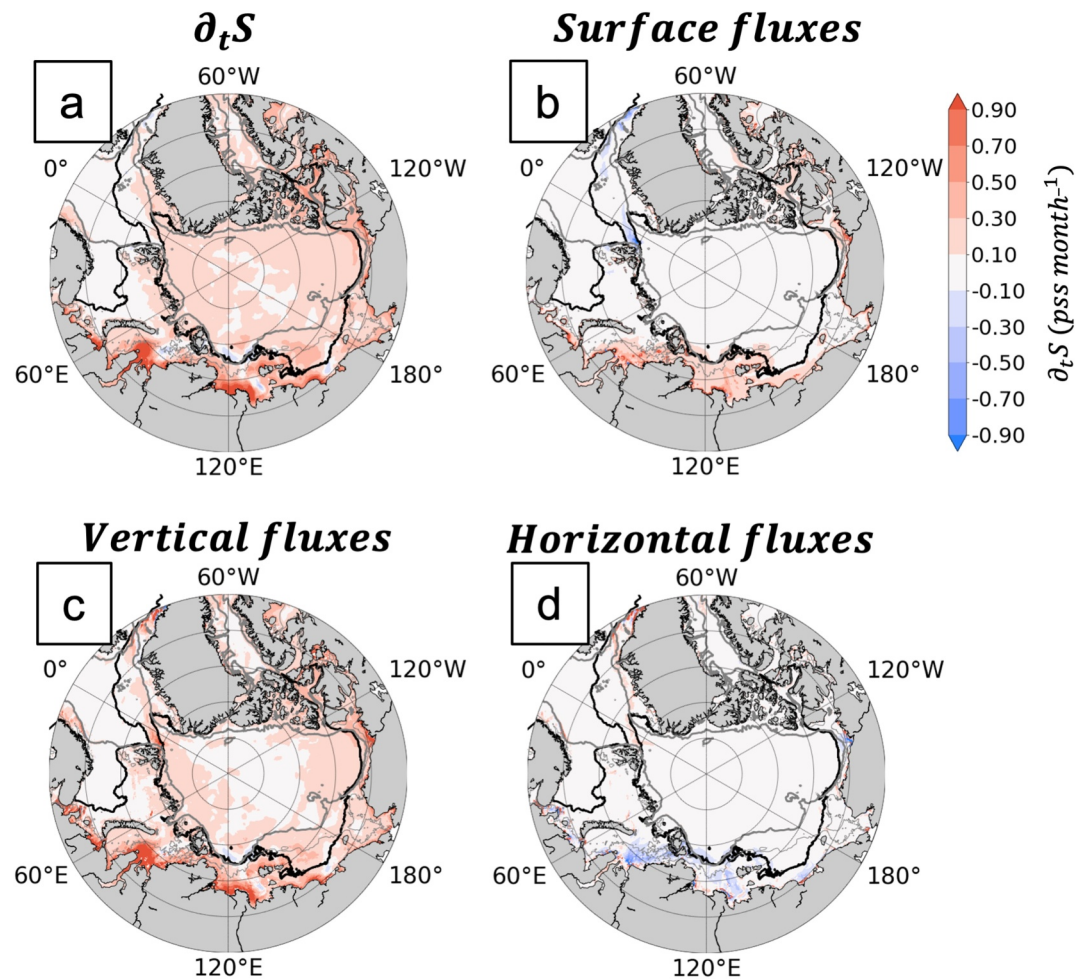 ∂ₜS
Surface fluxes
a
b
60°W
60°W
0°
120°W
0°
120°W
60°E
180°
60°E
180°
120°E
120°E
0.90
0.70
0.50
0.30
0.10
-0.10
-0.30
-0.50
-0.70
-0.90
∂ₜS (pss month⁻¹)
Vertical fluxes
Horizontal fluxes
c
d
60°W
60°W
0°
120°W
0°
120°W
60°E
180°
60°E
180°
120°E
120°E